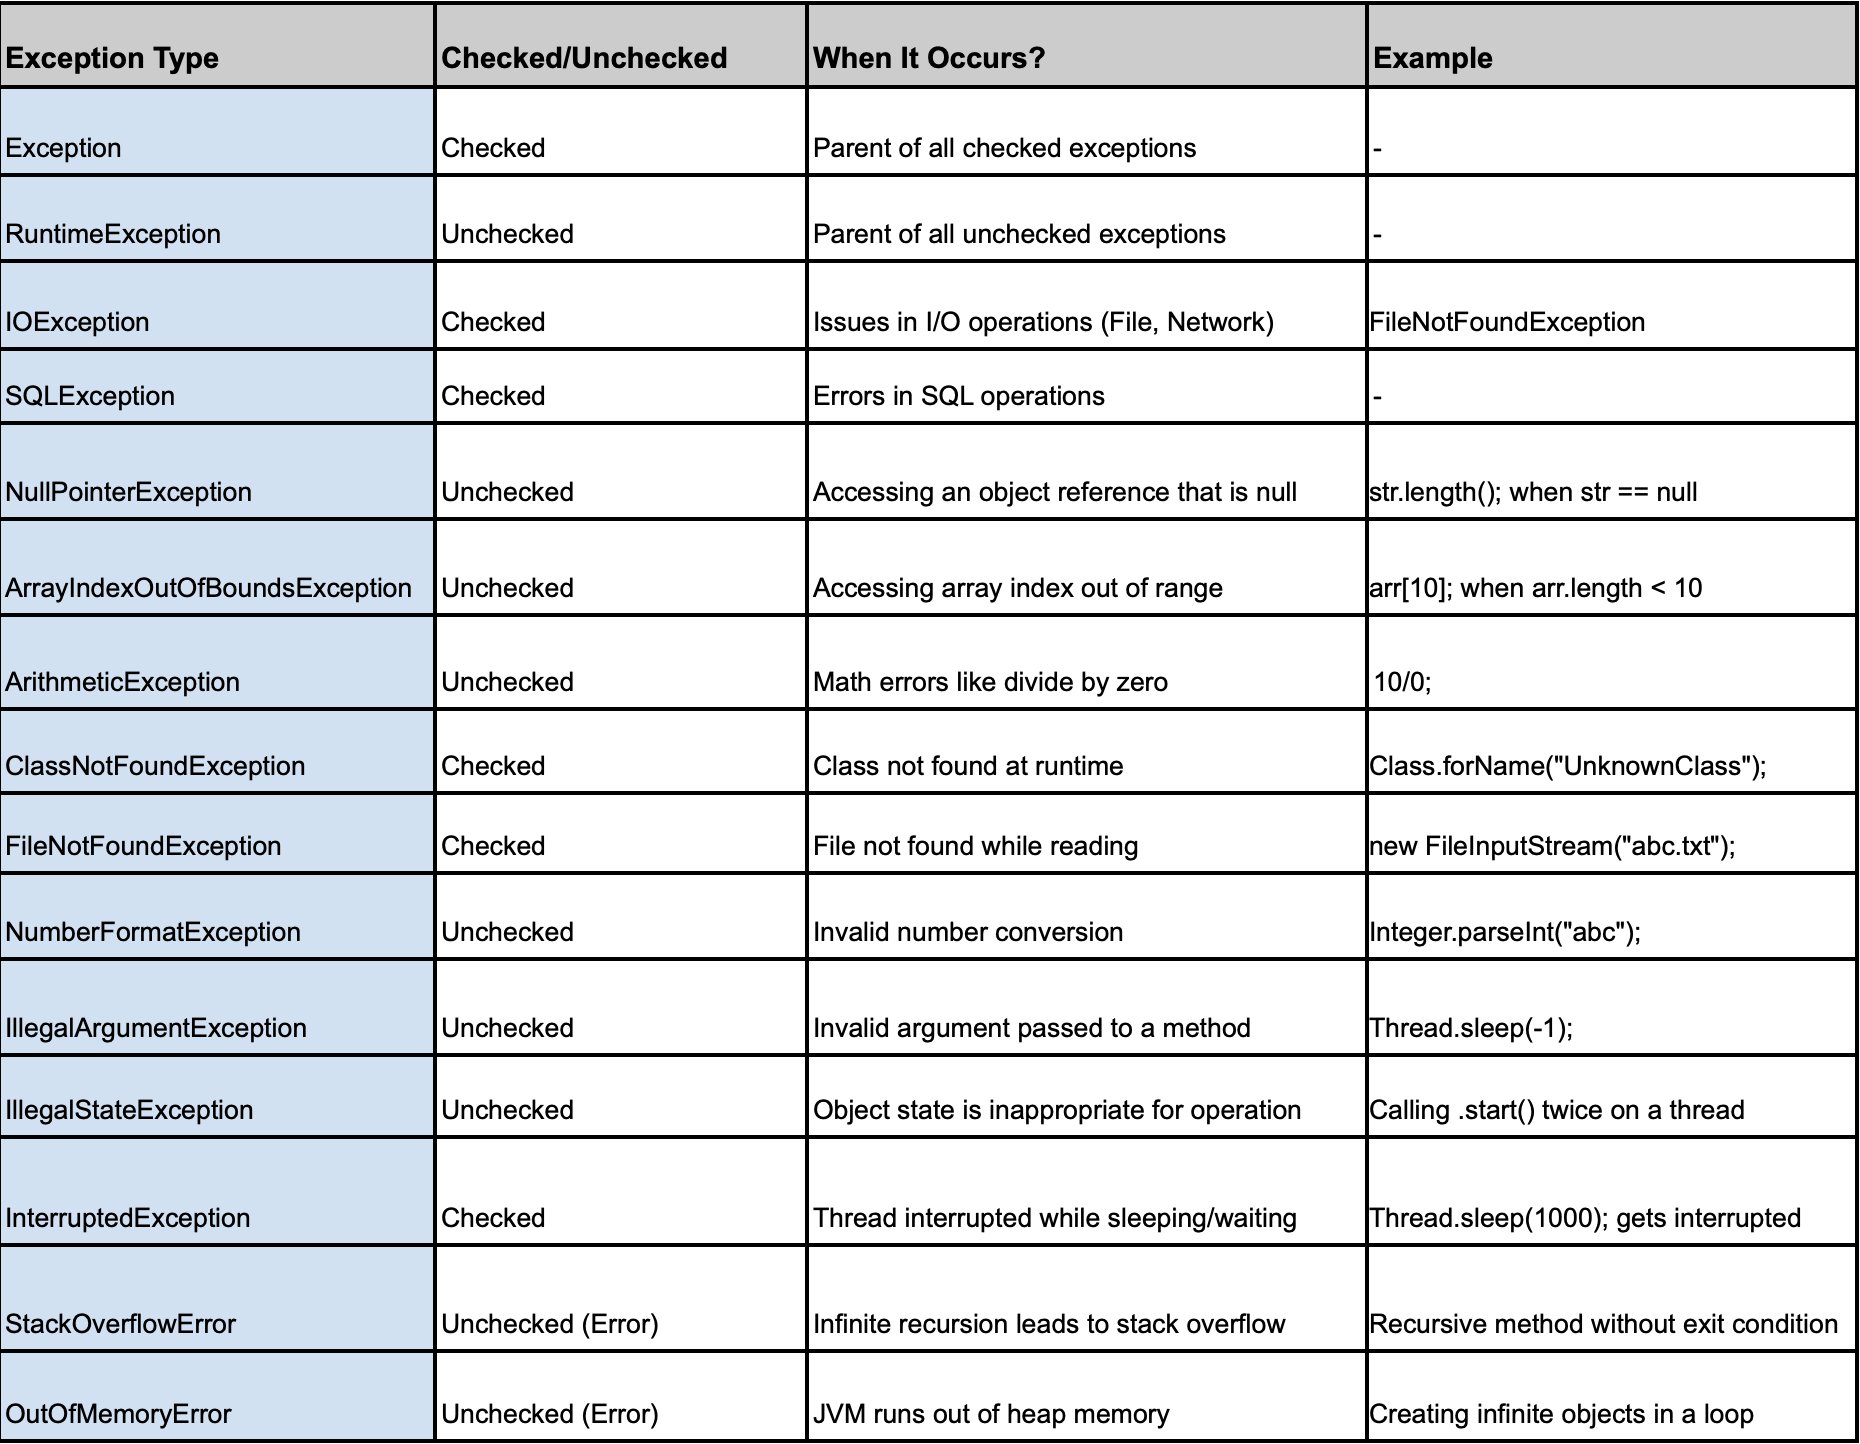 Exception Type Checked/Unchecked When It Occurs? Example
Exception Checked Parent of all checked exceptions -
RuntimeException Unchecked Parent of all unchecked exceptions -
IOException Checked Issues in I/O operations (File, Network) FileNotFoundException
SQLException Checked Errors in SQL operations -
NullPointerException Unchecked Accessing an object reference that is null str.length(); when str == null
ArrayIndexOutOfBoundsException Unchecked Accessing array index out of range arr[10]; when arr.length < 10
ArithmeticException Unchecked Math errors like divide by zero 10/0;
ClassNotFoundException Checked Class not found at runtime Class.forName("UnknownClass");
FileNotFoundException Checked File not found while reading new FileInputStream("abc.txt");
NumberFormatException Unchecked Invalid number conversion Integer.parseInt("abc");
IllegalArgumentException Unchecked Invalid argument passed to a method Thread.sleep(-1);
IllegalStateException Unchecked Object state is inappropriate for operation Calling .start() twice on a thread
InterruptedException Checked Thread interrupted while sleeping/waiting Thread.sleep(1000); gets interrupted
StackOverflowError Unchecked (Error) Infinite recursion leads to stack overflow Recursive method without exit condition
OutOfMemoryError Unchecked (Error) JVM runs out of heap memory Creating infinite objects in a loop